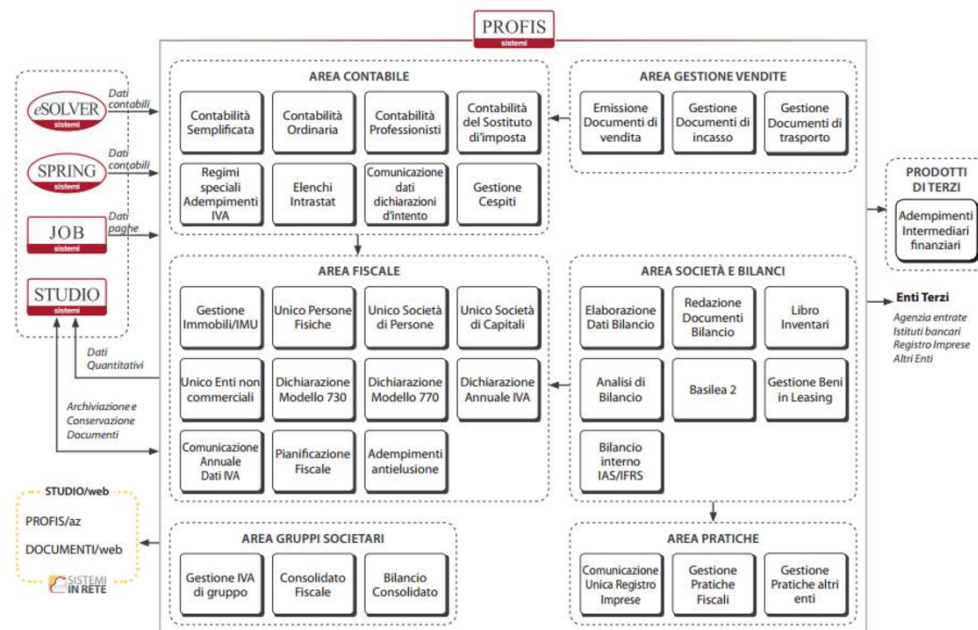 PROFIS
sistemi
eSOLVER
sistemi
Dati
contabili
SPRING
sistemi
Dati
contabili
JOB
sistemi
Dati
paghe
STUDIO
sistemi
Dati
Quantitativi
Archiviazione e
Conservazione
Documenti
STUDIO/web
PROFIS/az
DOCUMENTI/web
SISTEMI
IN RETE
AREA CONTABILE
Contabilità
Semplificata
Contabilità
Ordinaria
Contabilità
Professionisti
Contabilità
del Sostituto
d'imposta
Regimi
speciali
Adempimenti
IVA
Elenchi
Intrastat
Comunicazione
dati
dichiarazioni
d'intento
Gestione
Cespiti
AREA GESTIONE VENDITE
Emissione
Documenti di
vendita
Gestione
Documenti di
incasso
Gestione
Documenti di
trasporto
AREA FISCALE
Gestione
Immobili/IMU
Unico Persone
Fisiche
Unico Società
di Persone
Unico Società
di Capitali
Unico Enti non
commerciali
Dichiarazione
Modello 730
Dichiarazione
Modello 770
Dichiarazione
Annuale IVA
Comunicazione
Annuale
Dati IVA
Pianificazione
Fiscale
Adempimenti
antielusione
AREA SOCIETÀ E BILANCI
Elaborazione
Dati Bilancio
Redazione
Documenti
Bilancio
Libro
Inventari
Analisi di
Bilancio
Basilea 2
Gestione Beni
in Leasing
Bilancio
interno
IAS/IFRS
AREA GRUPPI SOCIETARI
Gestione IVA
di gruppo
Consolidato
Fiscale
Bilancio
Consolidato
AREA PRATICHE
Comunicazione
Unica Registro
Imprese
Gestione
Pratiche
Fiscali
Gestione
Pratiche altri
enti
PRODOTTI
DI TERZI
Adempimenti
Intermediari
finanziari
Enti Terzi
Agenzia entrate
Istituti bancari
Registro Imprese
Altri Enti